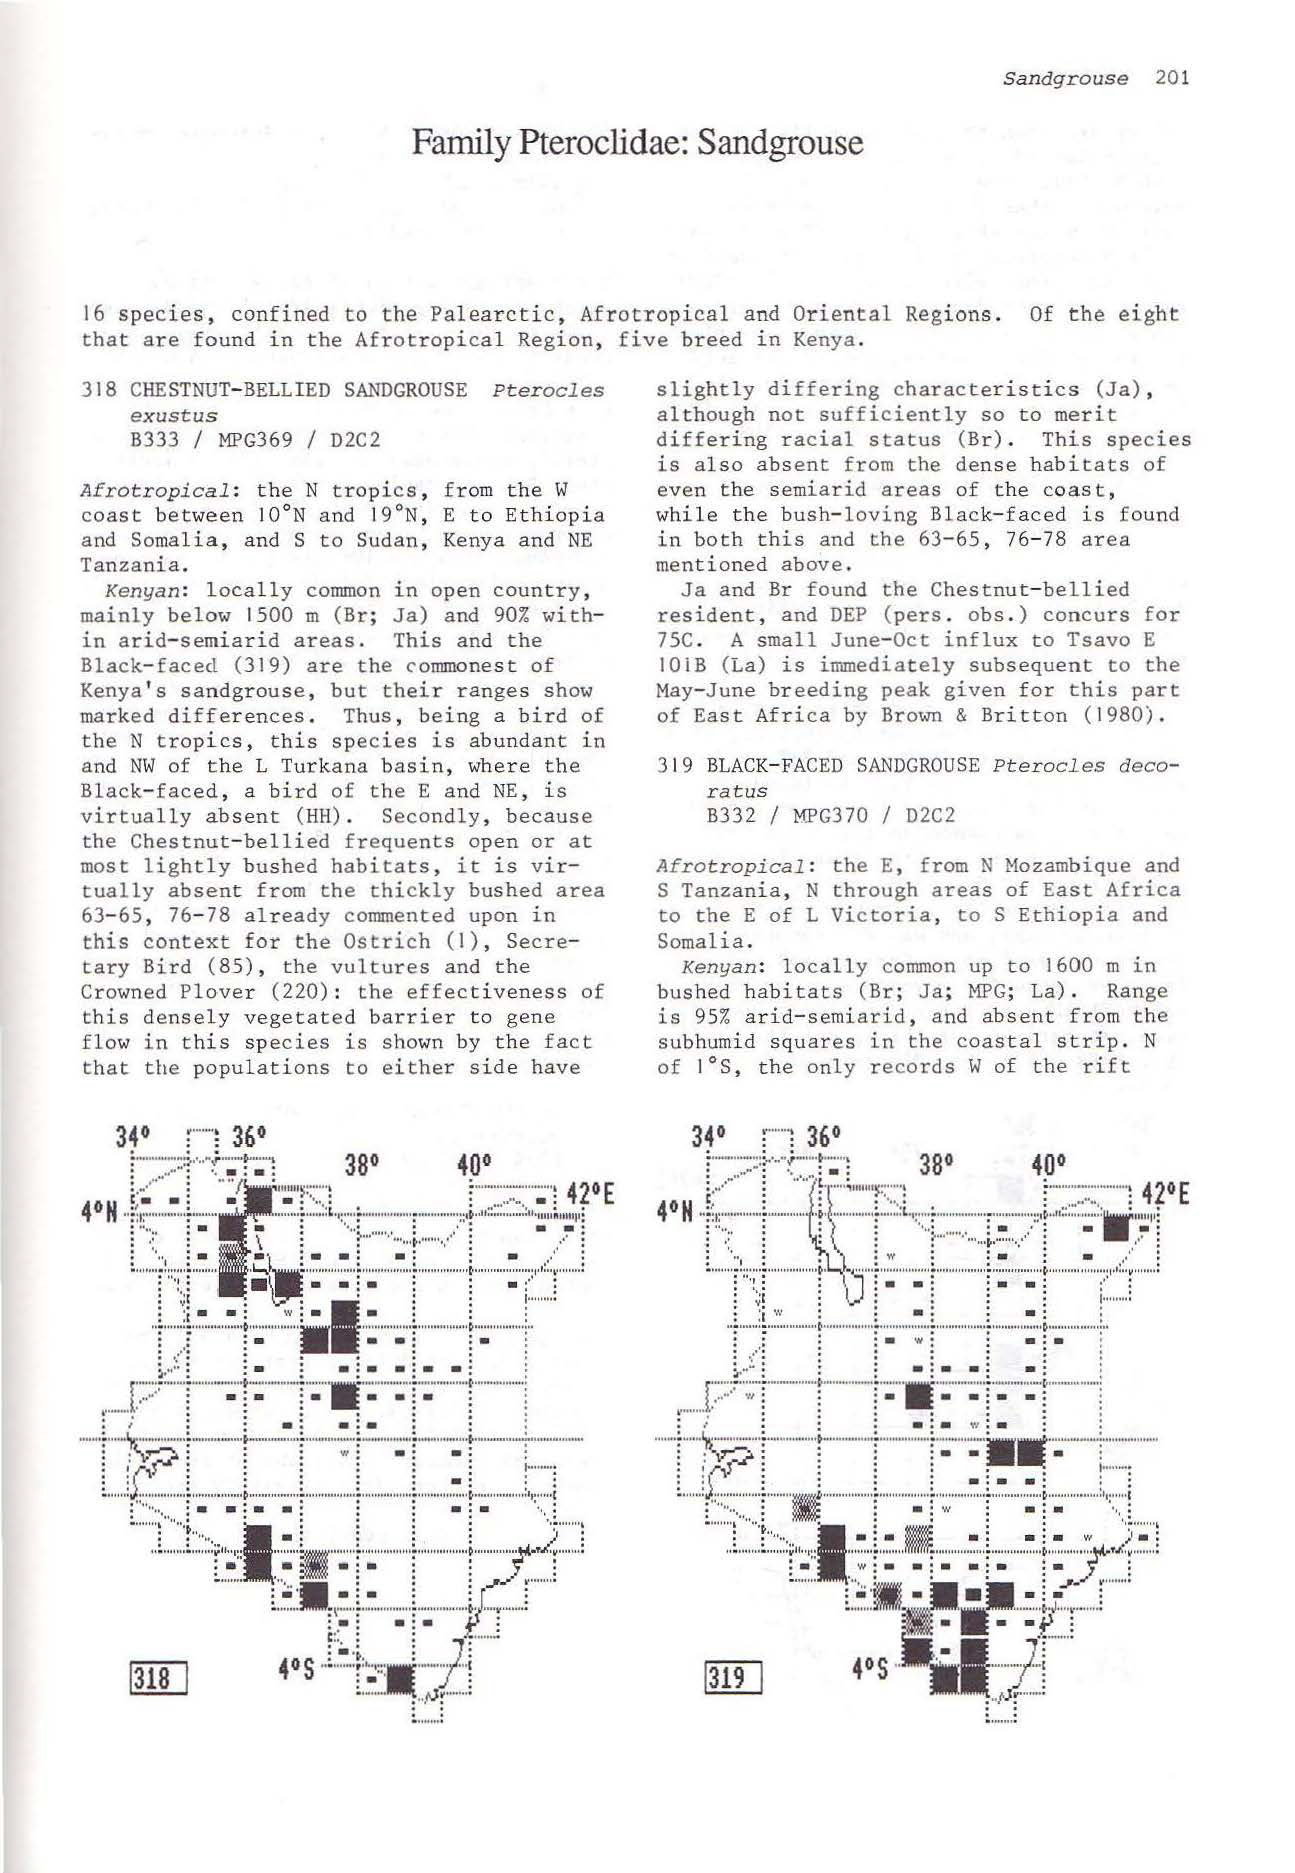 Sandgrouse 201
Family Pteroclidae: Sandgrouse
16 species, confined to the Palearctic, Afrotropical and Oriental Regions. Of the eight
that are found in the Afrotropical Region, five breed in Kenya.
318 CHESTNUT-BELLIED SANDGROUSE Pterocles
exustus
B333 / MPG369 / D2C2
Afrotropical: the N tropics, from the W
coast between 10°N and 19°N, E to Ethiopia
and Somalia, and S to Sudan, Kenya and NE
Tanzania.
Kenyan: locally common in open country,
mainly below 1500 m (Br; Ja) and 90% with-
in arid-semiarid areas. This and the
Black-faced (319) are the commonest of
Kenya's sandgrouse, but their ranges show
marked differences. Thus, being a bird of
the N tropics, this species is abundant in
and NW of the L Turkana basin, where the
Black-faced, a bird of the E and NE, is
virtually absent (HH). Secondly, because
the Chestnut-bellied frequents open or at
most lightly bushed habitats, it is vir-
tually absent from the thickly bushed area
63-65, 76-78 already commented upon in
this context for the Ostrich (1), Secre-
tary Bird (85), the vultures and the
Crowned Plover (220): the effectiveness of
this densely vegetated barrier to gene
flow in this species is shown by the fact
that the populations to either side have
slightly differing characteristics (Ja),
although not sufficiently so to merit
differing racial status (Br). This species
is also absent from the dense habitats of
even the semiarid areas of the coast,
while the bush-loving Black-faced is found
in both this and the 63-65, 76-78 area
mentioned above.
Ja and Br found the Chestnut-bellied
resident, and DEP (pers. obs.) concurs for
75C. A small June-Oct influx to Tsavo E
101B (La) is immediately subsequent to the
May-June breeding peak given for this part
of East Africa by Brown & Britton (1980).
319 BLACK-FACED SANDGROUSE Pterocles deco-
ratus
B332 / MPG370 / D2C2
Afrotropical: the E, from N Mozambique and
S Tanzania, N through areas of East Africa
to the E of L Victoria, to S Ethiopia and
Somalia.
Kenyan: locally common up to 1600 m in
bushed habitats (Br; Ja; MPG; La). Range
is 95% arid-semiarid, and absent from the
subhumid squares in the coastal strip. N
of 1°S, the only records W of the rift
34° 36°
38° 40°
42°E
4°N
w
w
4°S
318
34° 36°
38° 40°
42°E
4°N
w
w
w
w
w
w
w
w
4°S
319